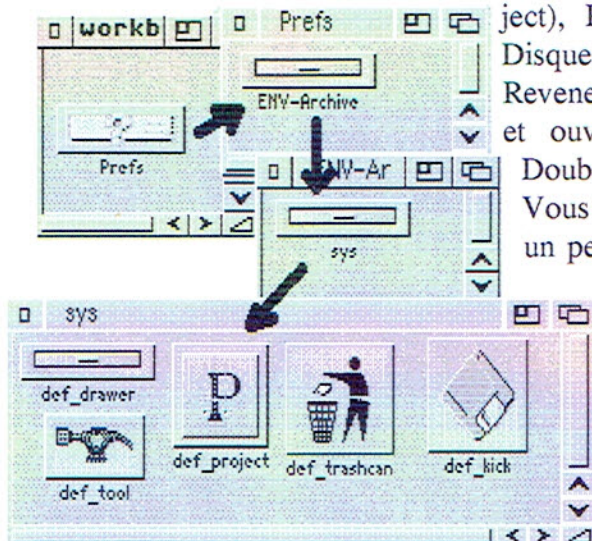 workb
Prefs
Prefs
ENV-Archive
ENV-Ar
sys
sys
def_drawer
def_tool
def_project
P
def_trashcan
def_kick
ject),
Disque
Revene
et ouv
Doub
Vous
un pe